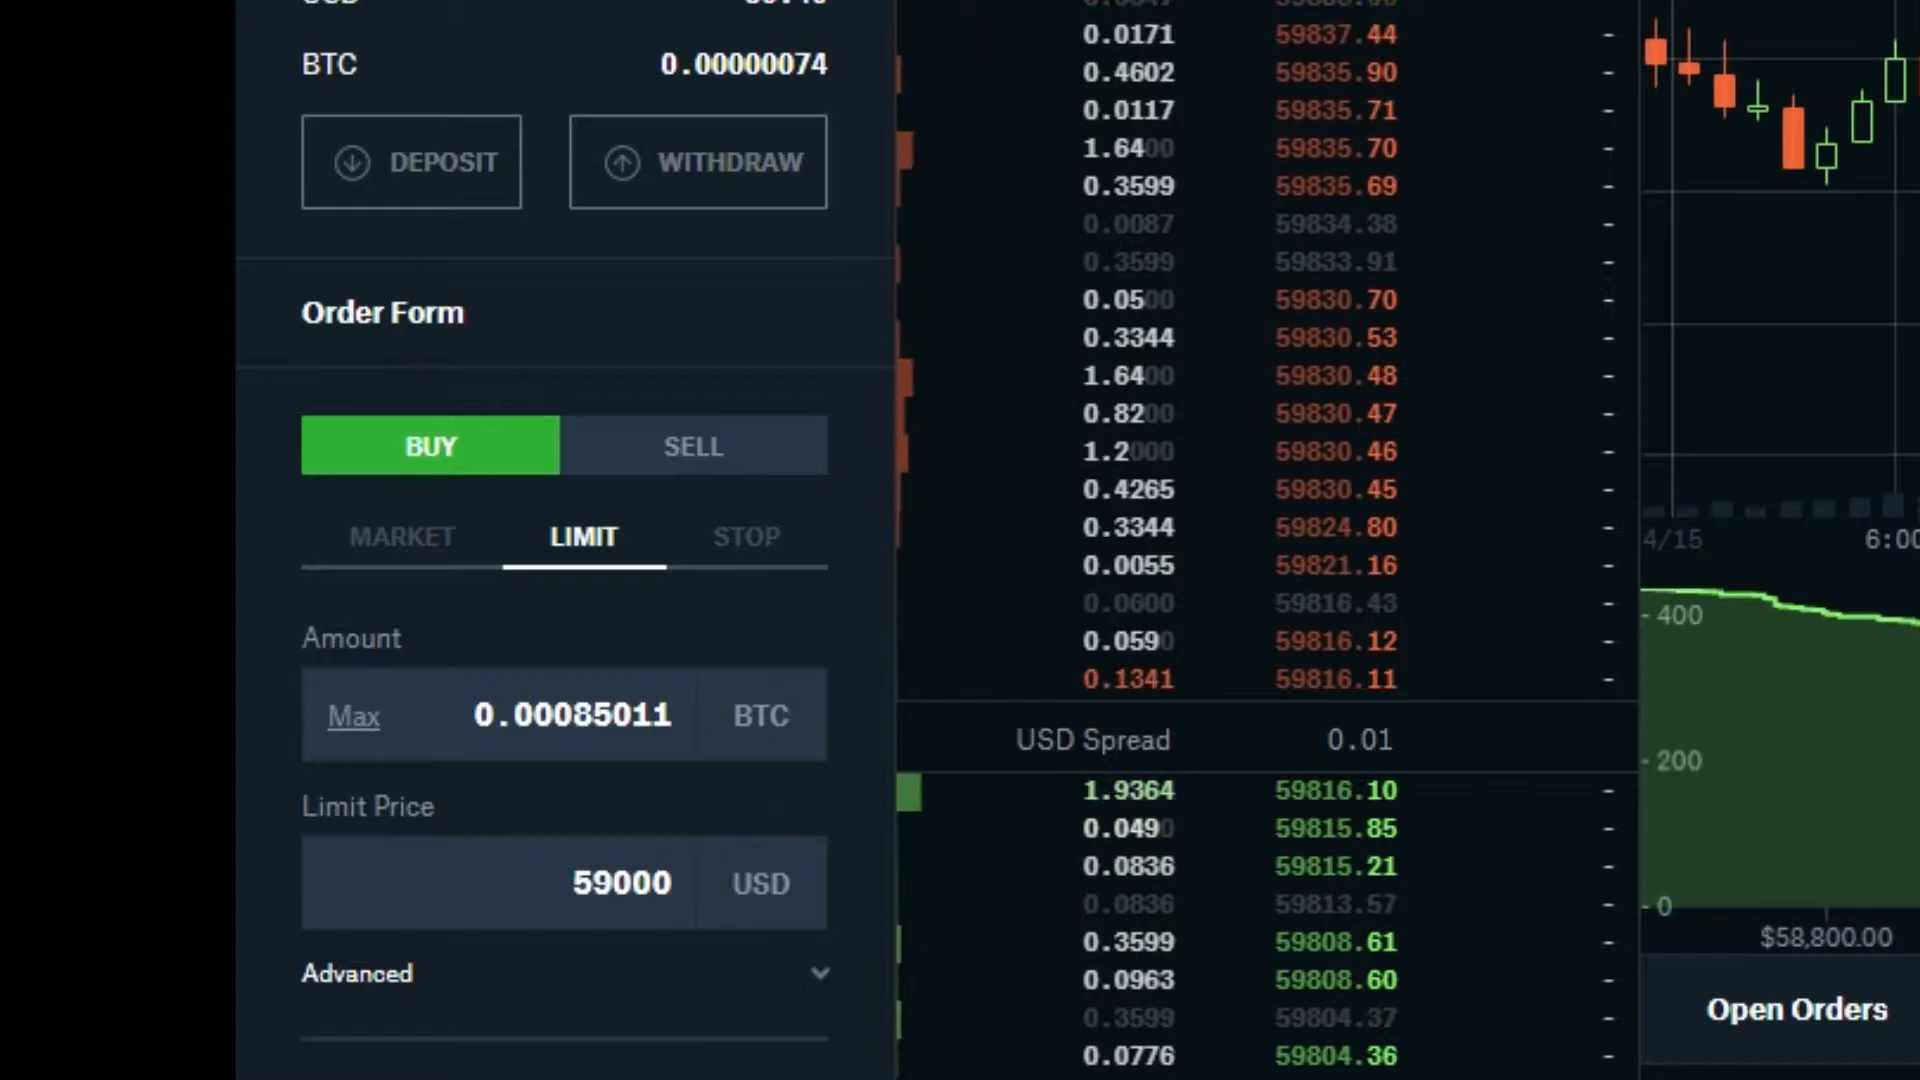 BTC 0.00000074
DEPOSIT WITHDRAW
Order Form
BUY SELL
MARKET LIMIT STOP
Amount
Max 0.00085011 BTC
Limit Price
59000 USD
Advanced
0.0171 59837.44 -
0.4602 59835.90 -
0.0117 59835.71 -
1.6400 59835.70 -
0.3599 59835.69 -
0.0087 59834.38 -
0.3599 59833.91 -
0.0500 59830.70 -
0.3344 59830.53 -
1.6400 59830.48 -
0.8200 59830.47 -
1.2000 59830.46 -
0.4265 59830.45 -
0.3344 59824.80 -
0.0055 59821.16 -
0.0600 59816.43 -
0.0590 59816.12 -
0.1341 59816.11 -
USD Spread 0.01
1.9364 59816.10 -
0.0490 59815.85 -
0.0836 59815.21 -
0.0836 59813.57 -
0.3599 59808.61 -
0.0963 59808.60 -
0.3599 59804.37 -
0.0776 59804.36 -
4/15 6:00
400
200
0
$58,800.00
Open Orders